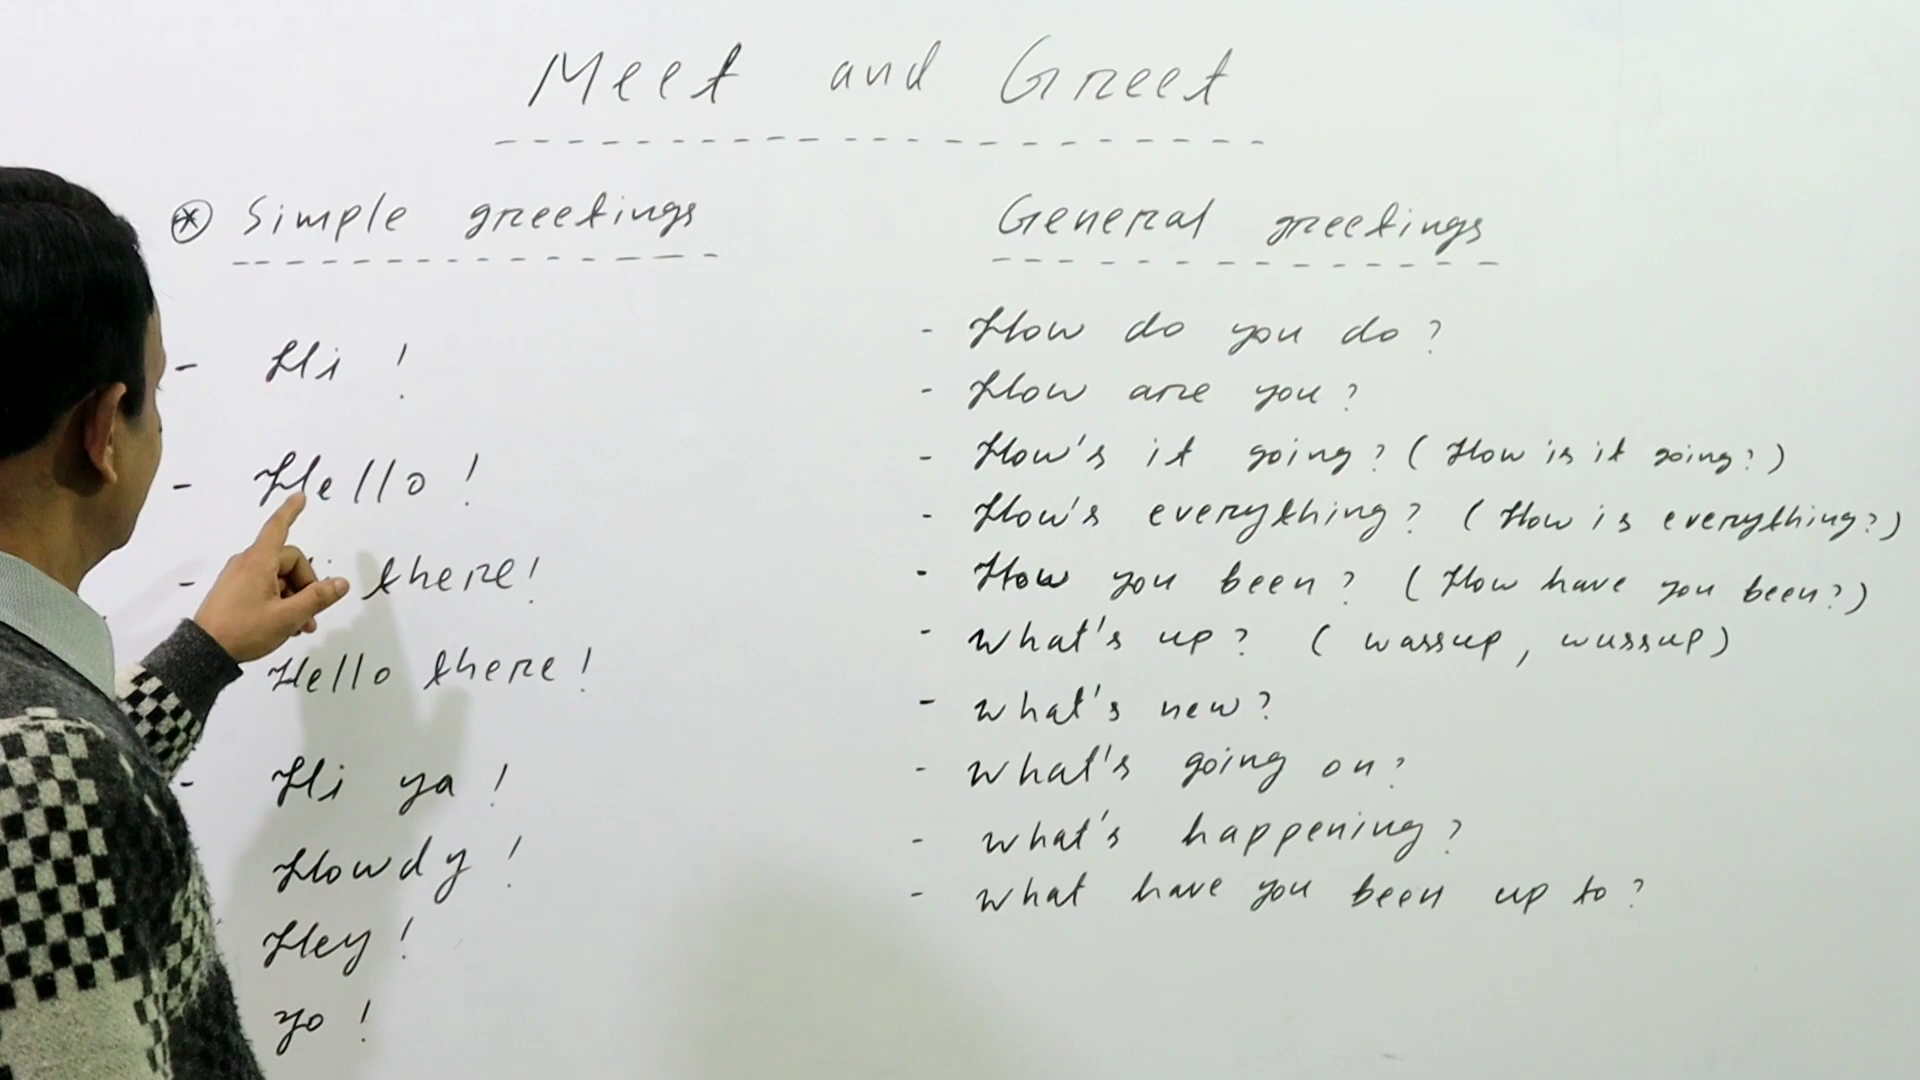 Meet and Greet
* Simple greetings
- Hi !
- Hello !
- there!
Hello there!
- Hi ya !
Howdy !
Hey !
yo !
General greetings
- How do you do?
- How are you?
- How's it going? ( How is it going? )
- How's everything? ( How is everything? )
- How you been? ( How have you been? )
- what's up? ( wassup, wussup )
- what's new?
- what's going on?
- what's happening?
- what have you been up to?